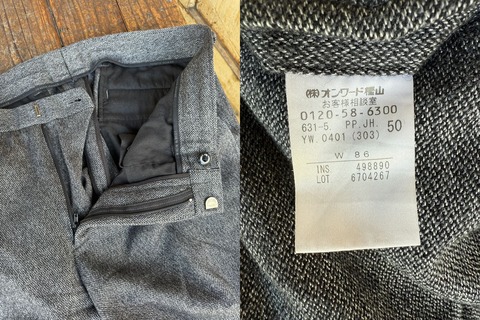 (株)オンワード樫山
お客様相談室
0120-58-6300
631-5. PP,JH. 50
YW.0401(303)
W 86
INS. 498890
LOT 6704267